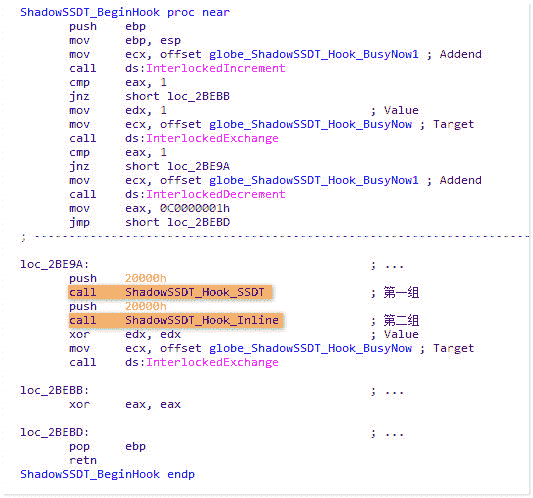 ShadowSSDT_BeginHook proc near
push ebp
mov ebp, esp
mov ecx, offset globe_ShadowSSDT_Hook_BusyNow1 ; Addend
call ds:InterlockedIncrement
cmp eax, 1
jnz short loc_2BEBB
mov edx, 1 ; Value
mov ecx, offset globe_ShadowSSDT_Hook_BusyNow ; Target
call ds:InterlockedExchange
cmp eax, 1
jnz short loc_2BE9A
mov ecx, offset globe_ShadowSSDT_Hook_BusyNow1 ; Addend
call ds:InterlockedDecrement
mov eax, 0C0000001h
jmp short loc_2BEBD
; ---------------------------------------------------------------------------
loc_2BE9A: ; ...
push 20000h
call ShadowSSDT_Hook_SSDT ; 第一组
push 20000h
call ShadowSSDT_Hook_Inline ; 第二组
xor edx, edx ; Value
mov ecx, offset globe_ShadowSSDT_Hook_BusyNow ; Target
call ds:InterlockedExchange
loc_2BEBB: ; ...
xor eax, eax
loc_2BEBD: ; ...
pop ebp
retn
ShadowSSDT_BeginHook endp